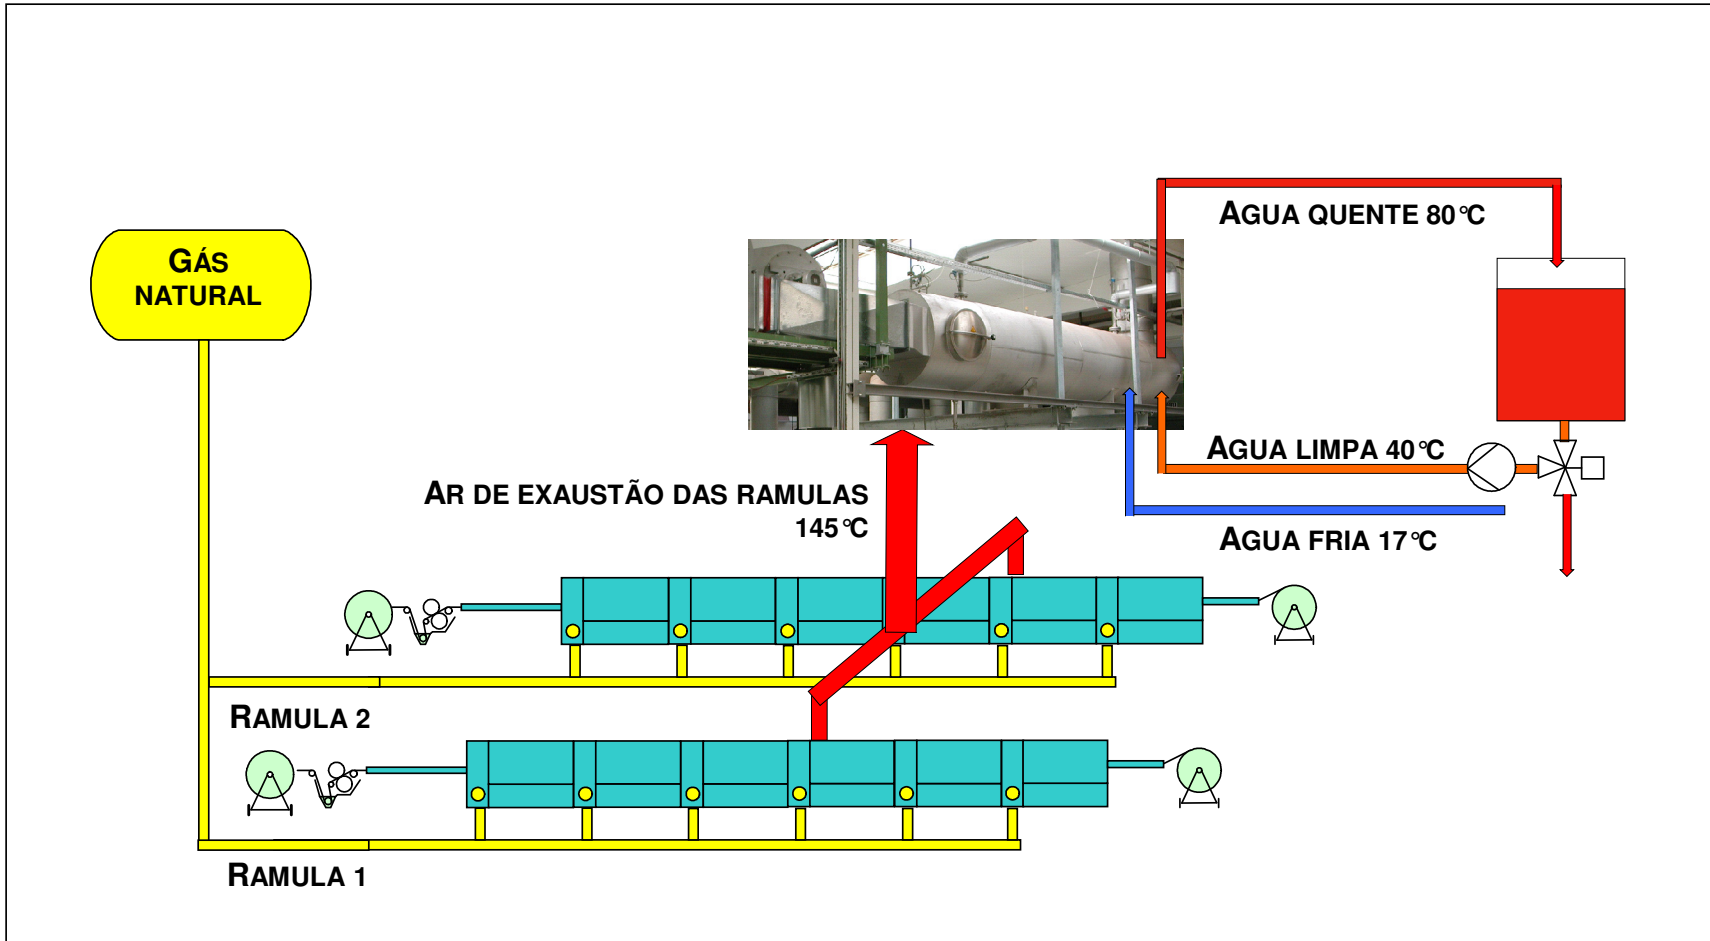 AGUA QUENTE 80°C
GÁS
NATURAL
AGUA LIMPA 40°C
AR DE EXAUSTÃO DAS RAMULAS
145°C
AGUA FRIA 17°C
RAMULA 2
RAMULA 1